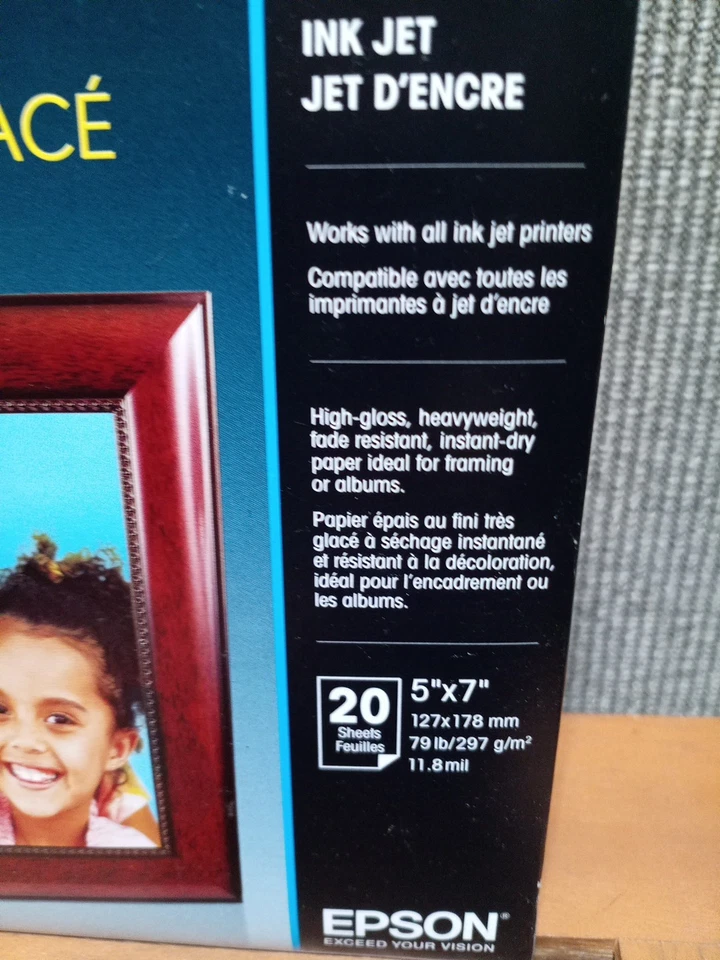 ACÉ
INK JET
JET D'ENCRE
Works with all ink jet printers
Compatible avec toutes les
imprimantes à jet d'encre
High-gloss, heavyweight,
fade resistant, instant-dry
paper ideal for framing
or albums.
Papier épais au fini très
glacé à séchage instantané
et résistant à la décoloration,
idéal pour l'encadrement ou
les albums.
20
Sheets
Feuilles
5"x7"
127x178 mm
79 lb/297 g/m²
11.8 mil
EPSON®
EXCEED YOUR VISION